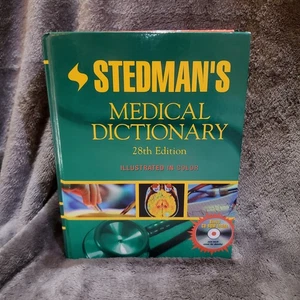 STEDMAN'S
MEDICAL
DICTIONARY
28th Edition
ILLUSTRATED IN COLOR